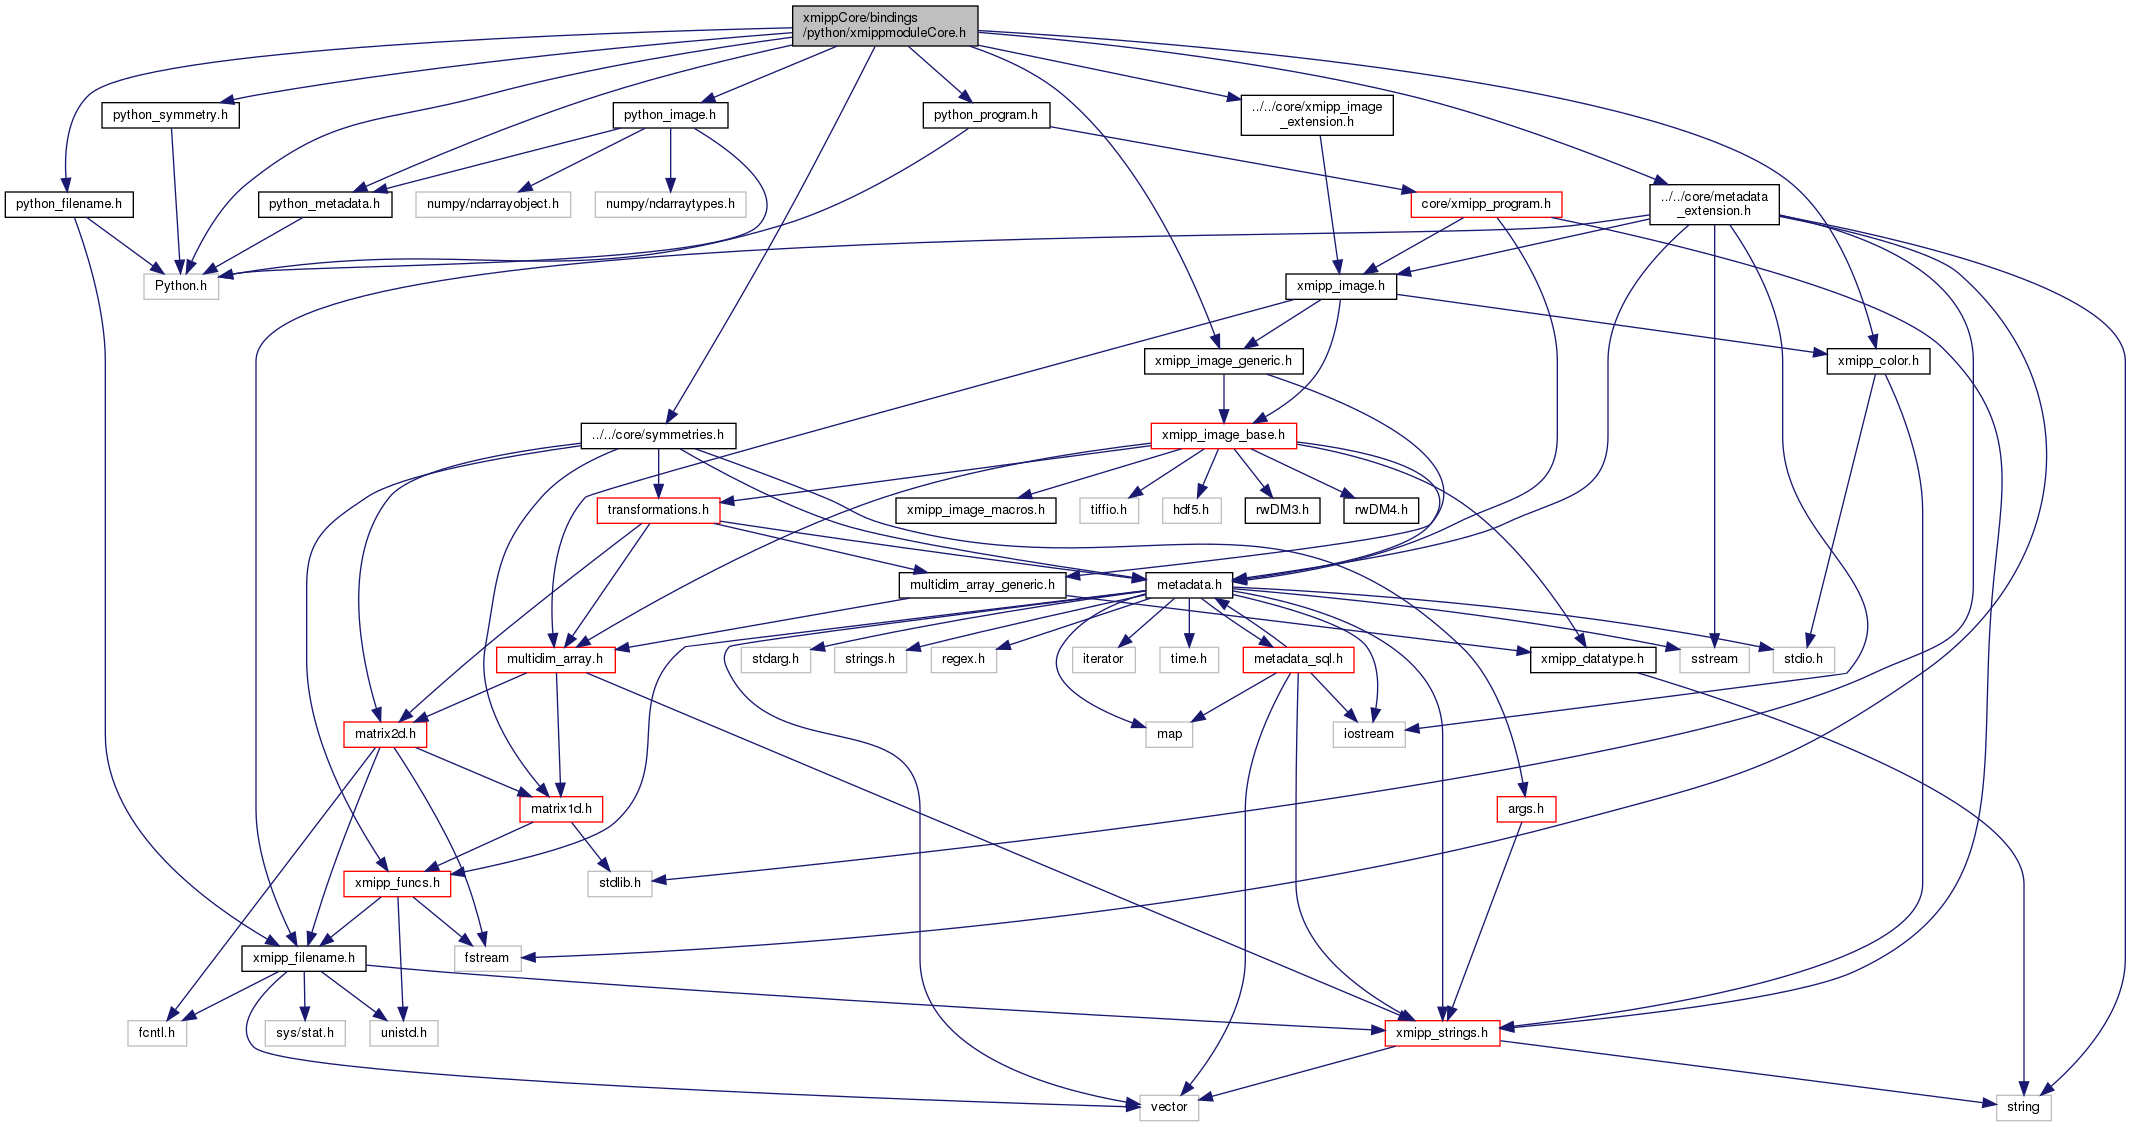 xmippCore/bindings
/python/xmippmoduleCore.h
python_symmetry.h
python_image.h
python_program.h
../../core/xmipp_image
_extension.h
python_filename.h
python_metadata.h
numpy/ndarrayobject.h
numpy/ndarraytypes.h
core/xmipp_program.h
../../core/metadata
_extension.h
Python.h
xmipp_image.h
xmipp_image_generic.h
xmipp_color.h
../../core/symmetries.h
xmipp_image_base.h
transformations.h
xmipp_image_macros.h
tiffio.h
hdf5.h
rwDM3.h
rwDM4.h
multidim_array_generic.h
metadata.h
multidim_array.h
stdarg.h
strings.h
regex.h
iterator
time.h
metadata_sql.h
xmipp_datatype.h
sstream
stdio.h
matrix2d.h
map
iostream
matrix1d.h
args.h
xmipp_funcs.h
stdlib.h
xmipp_filename.h
fstream
fcntl.h
sys/stat.h
unistd.h
xmipp_strings.h
vector
string